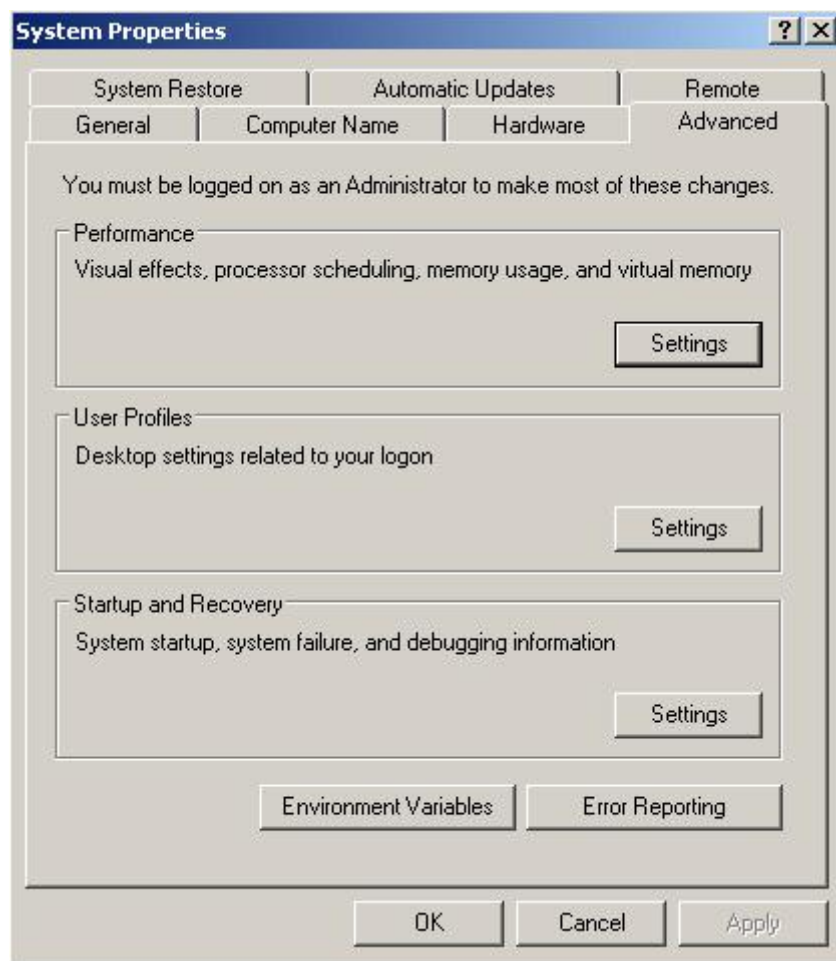 System Properties
System Restore
Automatic Updates
Remote
General
Computer Name
Hardware
Advanced
You must be logged on as an Administrator to make most of these changes.
Performance
Visual effects, processor scheduling, memory usage, and virtual memory
Settings
User Profiles
Desktop settings related to your logon
Settings
Startup and Recovery
System startup, system failure, and debugging information
Settings
Environment Variables
Error Reporting
OK
Cancel
Apply